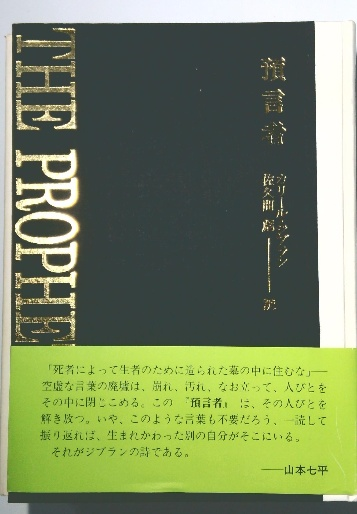 THE PROPHE
預言者
カリール・ジブラン
佐久間彪──訳
「死者によって生者のために造られた墓の中に住むな」──
空虚な言葉の廃墟は、崩れ、汚れ、なお立って、人びとを
その中に閉じこめる。この『預言者』は、その人びとを
解き放つ。いや、このような言葉も不要だろう、一読して
振り返れば、生まれかわった別の自分がそこにいる。
それがジブランの詩である。
──山本七平